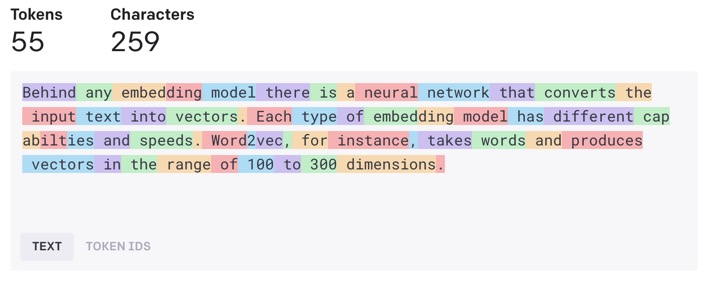 Tokens Characters
55 259
Behind any embedding model there is a neural network that converts the
input text into vectors. Each type of embedding model has different cap
abilties and speeds. Word2vec, for instance, takes words and produces
vectors in the range of 100 to 300 dimensions.
TEXT TOKEN IDS